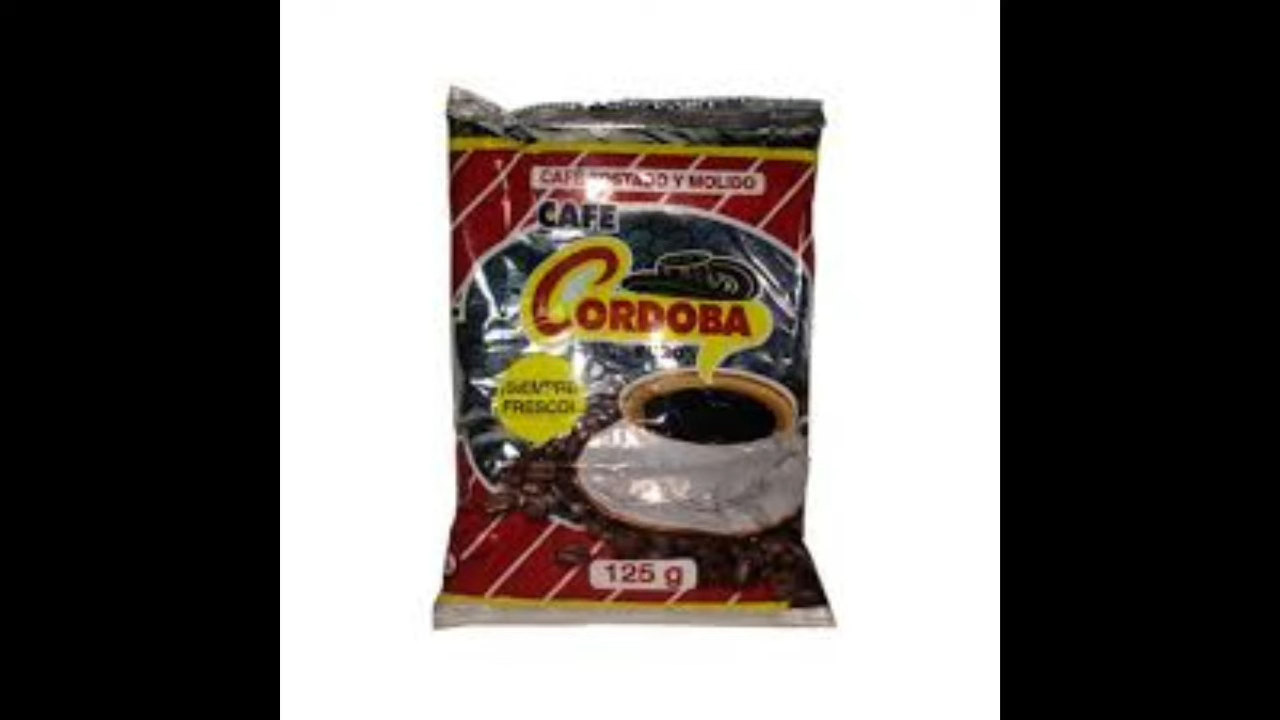 CAFÉ TOSTADO Y MOLIDO
CAFE
CORDOBA
¡SIEMPRE
FRESCO!
125 g